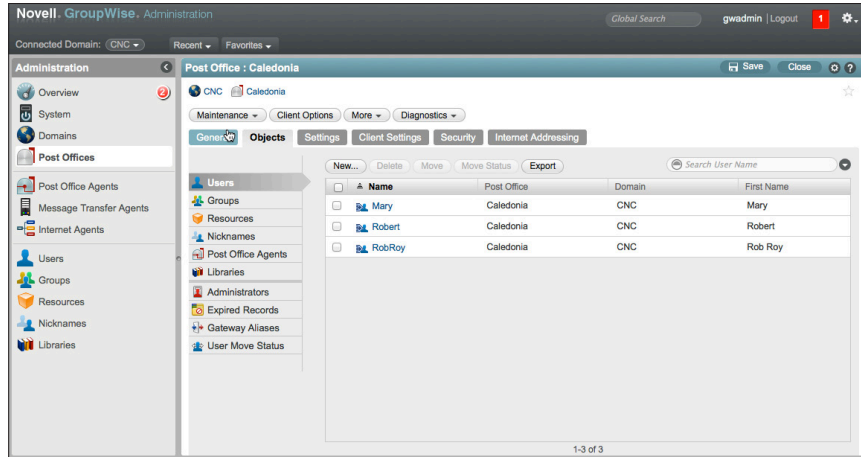 Novell. GroupWise. Administration
Global Search
gwadmin | Logout
1
Connected Domain: CNC
Recent
Favorites
Administration
Overview
2
System
Domains
Post Offices
Post Office Agents
Message Transfer Agents
Internet Agents
Users
Groups
Resources
Nicknames
Libraries
Post Office : Caledonia
Save
Close
?
CNC
Caledonia
Maintenance
Client Options
More
Diagnostics
General
Objects
Settings
Client Settings
Security
Internet Addressing
Users
Groups
Resources
Nicknames
Post Office Agents
Libraries
Administrators
Expired Records
Gateway Aliases
User Move Status
New...
Delete
Move
Move Status
Export
Search User Name
Name Post Office Domain First Name
Mary Caledonia CNC Mary
Robert Caledonia CNC Robert
RobRoy Caledonia CNC Rob Roy
1-3 of 3